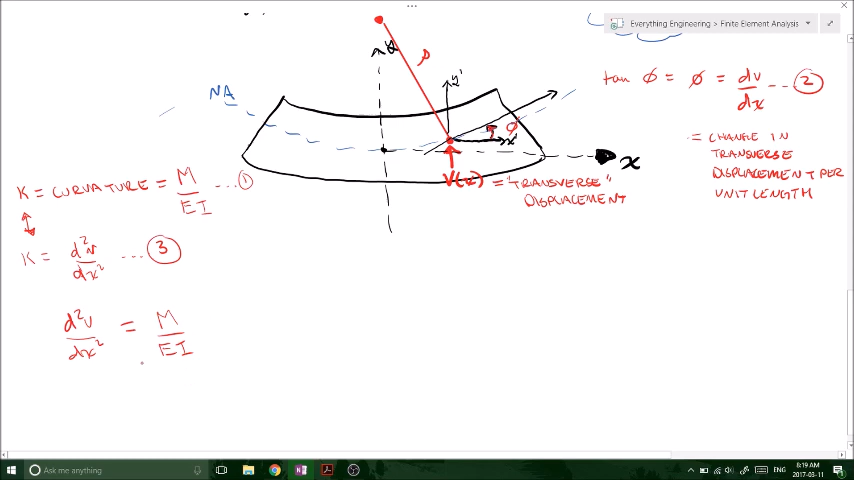 Everything Engineering > Finite Element Analysis
NA
ρ
y'
φ
x'
x
V(x) = "TRANSVERSE"
DISPLACEMENT
tan φ = φ = dv/dx ... ②
= CHANGE IN
TRANSVERSE
DISPLACEMENT PER
UNIT LENGTH
K = CURVATURE = M/EI ... ①
K = d²v/dx² ... ③
d²v/dx² = M/EI
Ask me anything
ENG
8:19 AM
2017-03-11